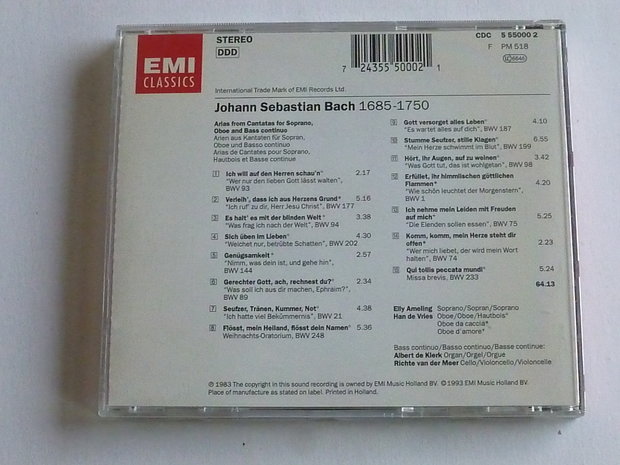 EMI
CLASSICS
STEREO
DDD
7 24355 50002 1
CDC 5 55000 2
F PM 518
International Trade Mark of EMI Records Ltd.
Johann Sebastian Bach 1685-1750
Arias from Cantatas for Soprano,
Oboe and Bass continuo
Arien aus Kantaten für Sopran,
Oboe und Basso continuo
Arias de Cantates pour Soprano,
Hautbois et Basse continue
1 Ich will auf den Herren schau'n* 2.17
"Wer nur den lieben Gott lässt walten",
BWV 93
2 Verleih', dass ich aus Herzens Grund* 5.16
"Ich ruf' zu dir, Herr Jesu Christ", BWV 177
3 Es halt' es mit der blinden Welt* 3.38
"Was frag ich nach der Welt", BWV 94
4 Sich üben im Lieben* 4.30
"Weichet nur, betrübte Schatten", BWV 202
5 Genügsamkeit* 2.57
"Nimm, was dein ist, und gehe hin",
BWV 144
6 Gerechter Gott, ach, rechnest du?* 2.34
"Was soll ich aus dir machen, Ephraim?",
BWV 89
7 Seufzer, Tränen, Kummer, Not* 4.38
"Ich hatte viel Bekümmernis", BWV 21
8 Flösst, mein Heiland, flösst dein Namen* 5.36
Weihnachts-Oratorium, BWV 248
9 Gott versorget alles Leben* 4.10
"Es wartet alles auf dich", BWV 187
10 Stumme Seufzer, stille Klagen* 6.55
"Mein Herze schwimmt im Blut", BWV 199
11 Hört, ihr Augen, auf zu weinen* 3.42
"Was Gott tut, das ist wohlgetan", BWV 98
12 Erfüllet, ihr himmlischen göttlichen
Flammen* 4.20
"Wie schön leuchtet der Morgenstern",
BWV 1
13 Ich nehme mein Leiden mit Freuden
auf mich* 5.25
"Die Elenden sollen essen", BWV 75
14 Komm, komm, mein Herze steht dir
offen* 2.23
"Wer mich liebet, der wird mein Wort
halten", BWV 74
15 Qui tollis peccata mundi* 5.24
Missa brevis, BWV 233
64.13
Elly Ameling Soprano/Sopran/Soprano
Han de Vries Oboe/Oboe/Hautbois*
Oboe da caccia*
Oboe d'amore*
Bass continuo/Basso continuo/Basse continue:
Albert de Klerk Organ/Orgel/Orgue
Richte van der Meer Cello/Violoncello/Violoncelle
℗ 1983 The copyright in this sound recording is owned by EMI Music Holland BV. © 1993 EMI Music Holland BV.
Place of manufacture as stated on label. Printed in Holland.